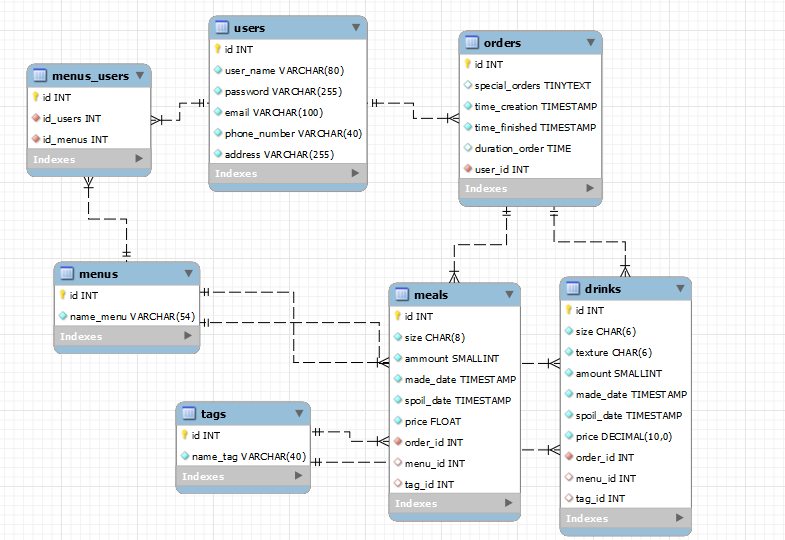 users
id INT
user_name VARCHAR(80)
password VARCHAR(255)
email VARCHAR(100)
phone_number VARCHAR(40)
address VARCHAR(255)
Indexes
orders
id INT
special_orders TINYTEXT
time_creation TIMESTAMP
time_finished TIMESTAMP
duration_order TIME
user_id INT
Indexes
menus_users
id INT
id_users INT
id_menus INT
Indexes
menus
id INT
name_menu VARCHAR(54)
Indexes
meals
id INT
size CHAR(8)
ammount SMALLINT
made_date TIMESTAMP
spoil_date TIMESTAMP
price FLOAT
order_id INT
menu_id INT
tag_id INT
Indexes
drinks
id INT
size CHAR(6)
texture CHAR(6)
amount SMALLINT
made_date TIMESTAMP
spoil_date TIMESTAMP
price DECIMAL(10,0)
order_id INT
menu_id INT
tag_id INT
Indexes
tags
id INT
name_tag VARCHAR(40)
Indexes